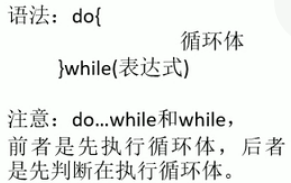 语法：do{
循环体
}while(表达式)
注意：do...while和while，
前者是先执行循环体，后者
是先判断在执行循环体。